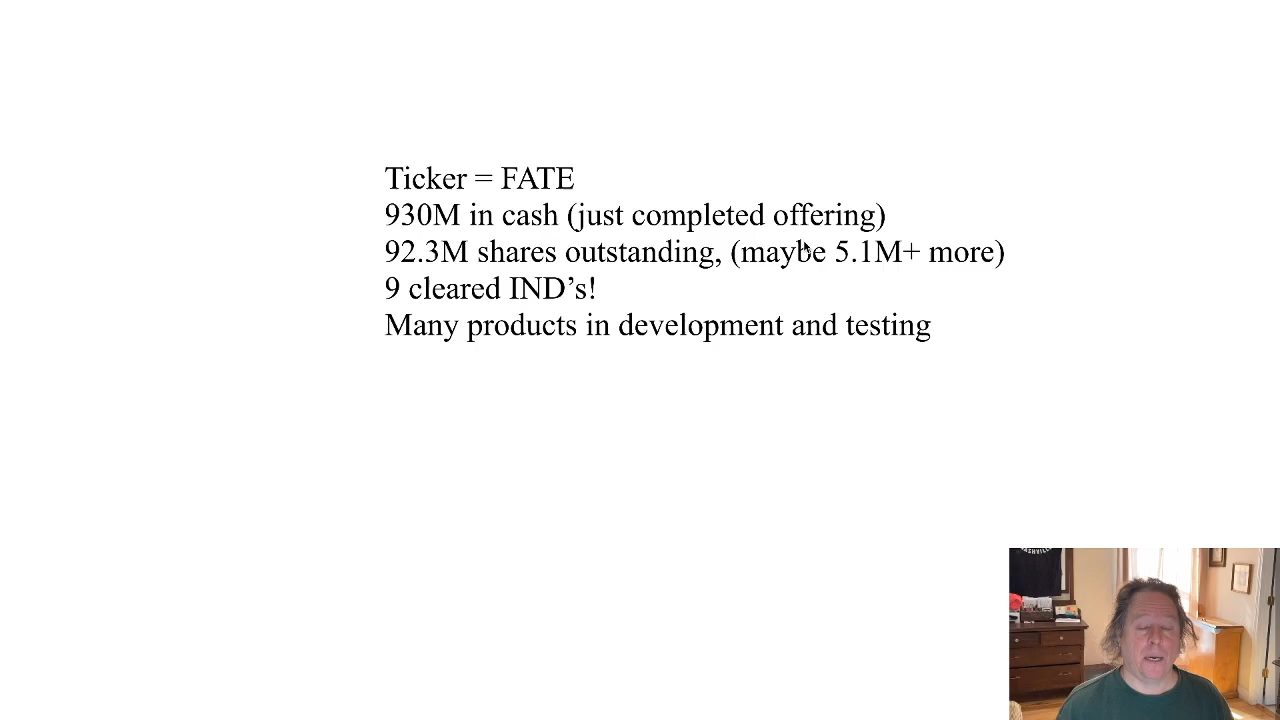 Ticker = FATE
930M in cash (just completed offering)
92.3M shares outstanding, (maybe 5.1M+ more)
9 cleared IND’s!
Many products in development and testing
NASHVILLE